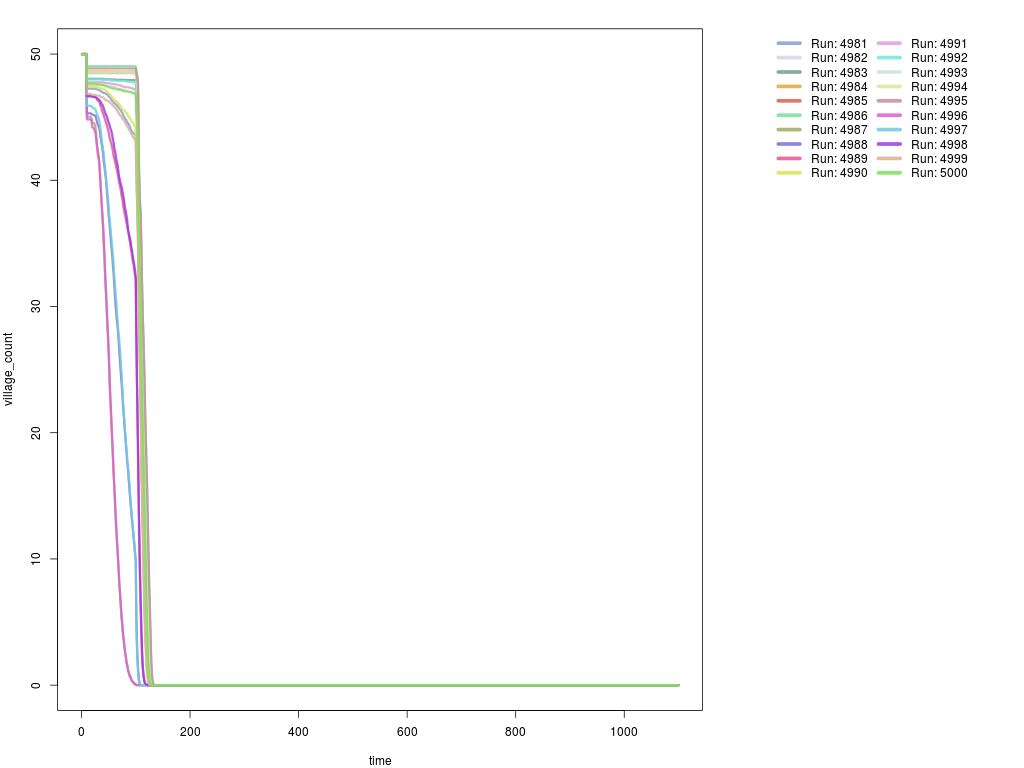 village_count
50
40
30
20
10
0
0 200 400 600 800 1000
time
Run: 4981 Run: 4991
Run: 4982 Run: 4992
Run: 4983 Run: 4993
Run: 4984 Run: 4994
Run: 4985 Run: 4995
Run: 4986 Run: 4996
Run: 4987 Run: 4997
Run: 4988 Run: 4998
Run: 4989 Run: 4999
Run: 4990 Run: 5000